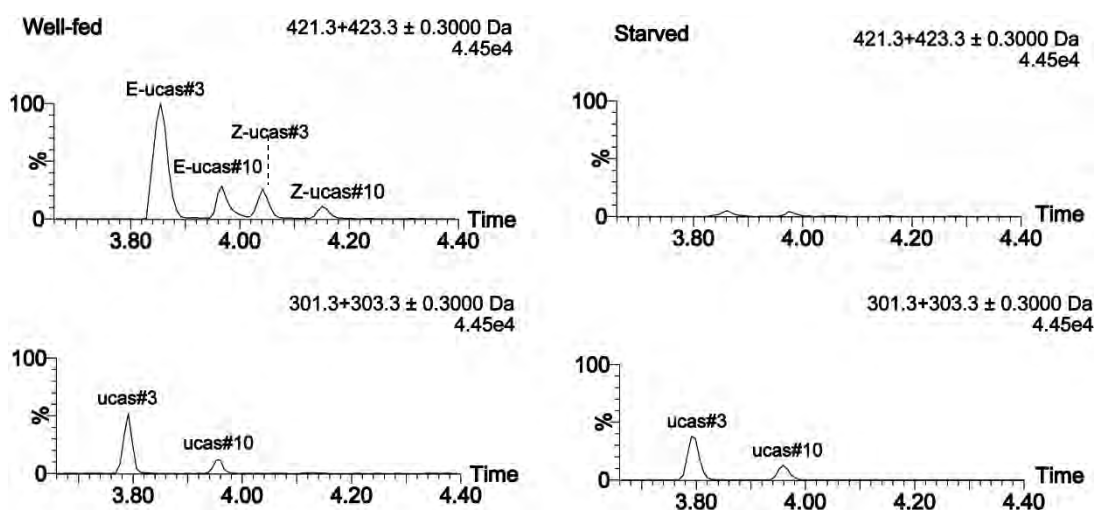 Well-fed
421.3+423.3 ± 0.3000 Da
4.45e4
E-ucas#3
100
Z-ucas#3
E-ucas#10
Z-ucas#10
%
0
Time
3.80 4.00 4.20 4.40
Starved
421.3+423.3 ± 0.3000 Da
4.45e4
100
%
0
Time
3.80 4.00 4.20 4.40
301.3+303.3 ± 0.3000 Da
4.45e4
100
ucas#3
%
ucas#10
0
Time
3.80 4.00 4.20 4.40
301.3+303.3 ± 0.3000 Da
4.45e4
100
ucas#3
%
ucas#10
0
Time
3.80 4.00 4.20 4.40